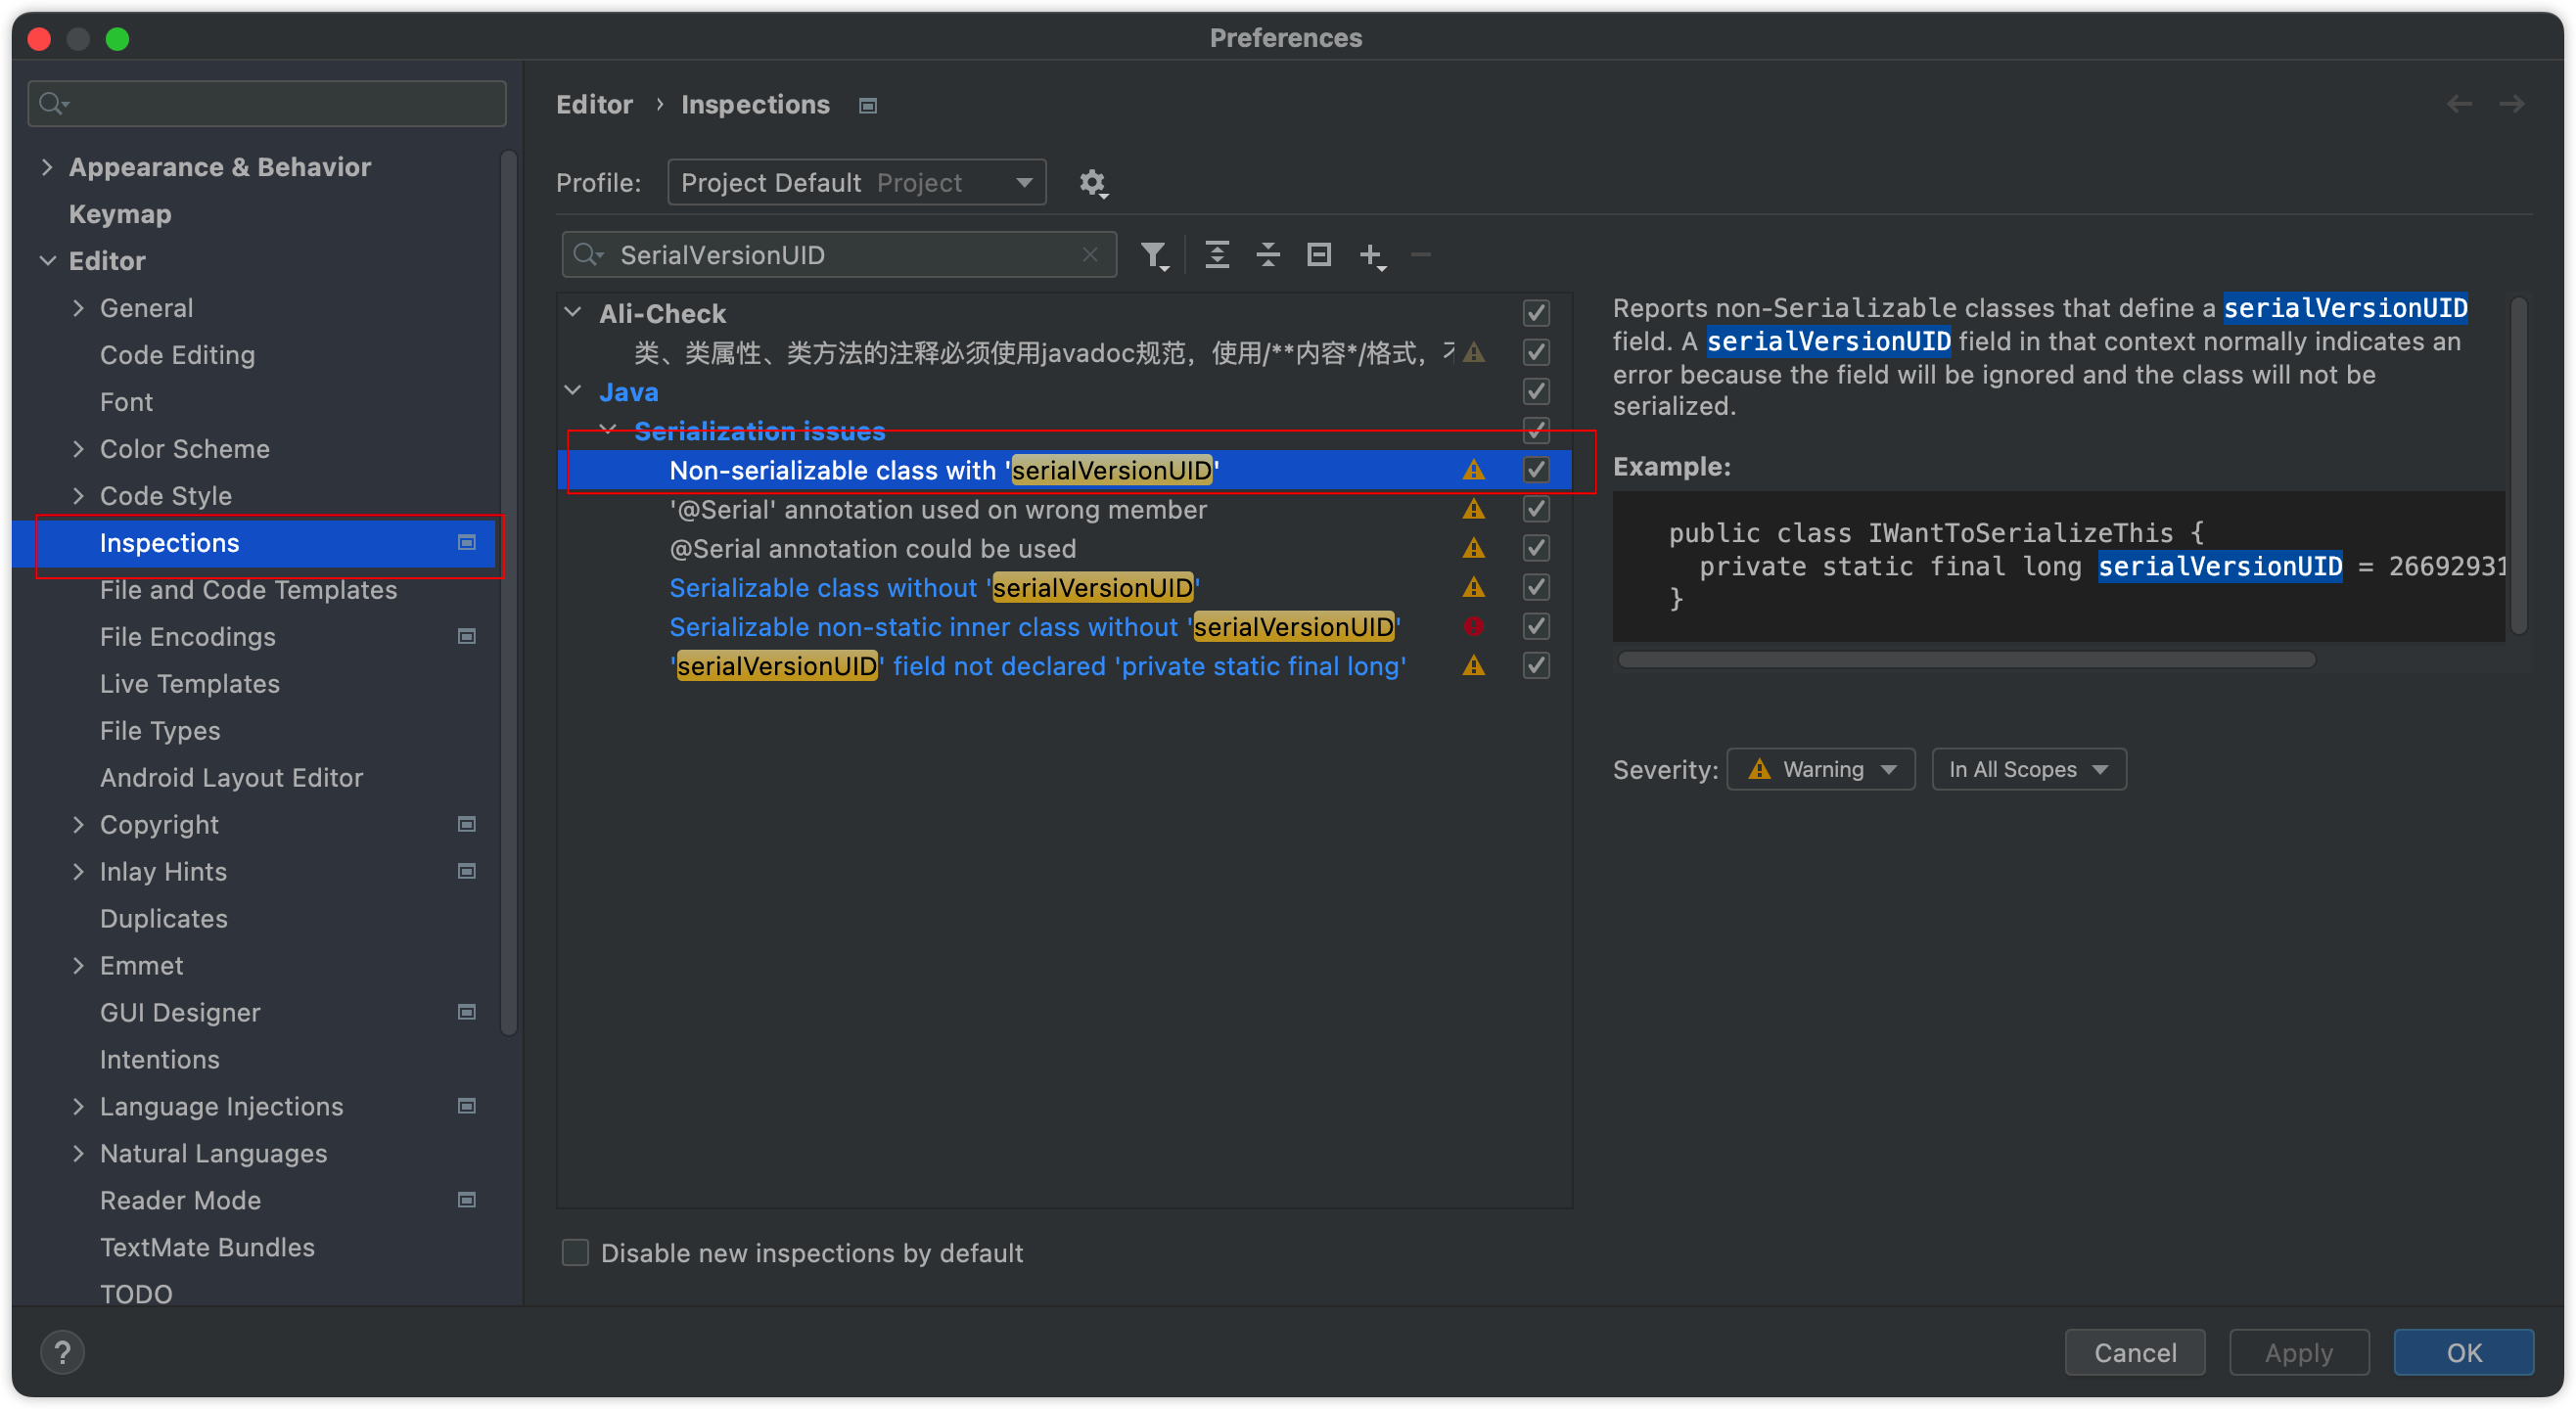 Preferences
Appearance & Behavior
Keymap
Editor
General
Code Editing
Font
Color Scheme
Code Style
Inspections
File and Code Templates
File Encodings
Live Templates
File Types
Android Layout Editor
Copyright
Inlay Hints
Duplicates
Emmet
GUI Designer
Intentions
Language Injections
Natural Languages
Reader Mode
TextMate Bundles
TODO
Editor › Inspections
Profile: Project Default Project
SerialVersionUID
Ali-Check
类、类属性、类方法的注释必须使用javadoc规范，使用/**内容*/格式，
Java
Serialization issues
Non-serializable class with 'serialVersionUID'
'@Serial' annotation used on wrong member
@Serial annotation could be used
Serializable class without 'serialVersionUID'
Serializable non-static inner class without 'serialVersionUID'
'serialVersionUID' field not declared 'private static final long'
Disable new inspections by default
Reports non-Serializable classes that define a serialVersionUID
field. A serialVersionUID field in that context normally indicates an
error because the field will be ignored and the class will not be
serialized.
Example:
public class IWantToSerializeThis {
private static final long serialVersionUID = 26692931
}
Severity: Warning In All Scopes
? Cancel Apply OK